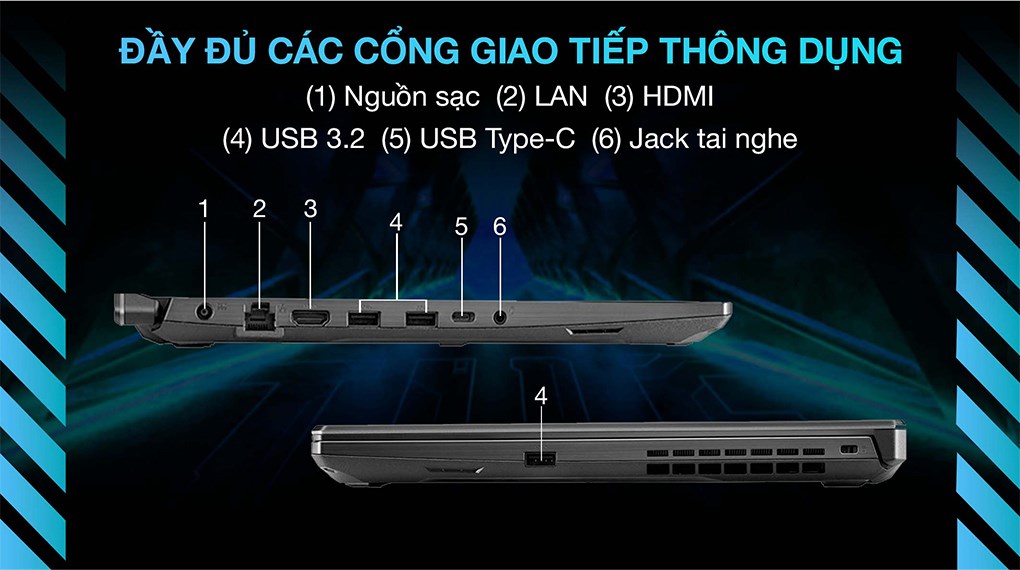 ĐẦY ĐỦ CÁC CỔNG GIAO TIẾP THÔNG DỤNG
(1) Nguồn sạc (2) LAN (3) HDMI
(4) USB 3.2 (5) USB Type-C (6) Jack tai nghe
1 2 3 4 5 6
4